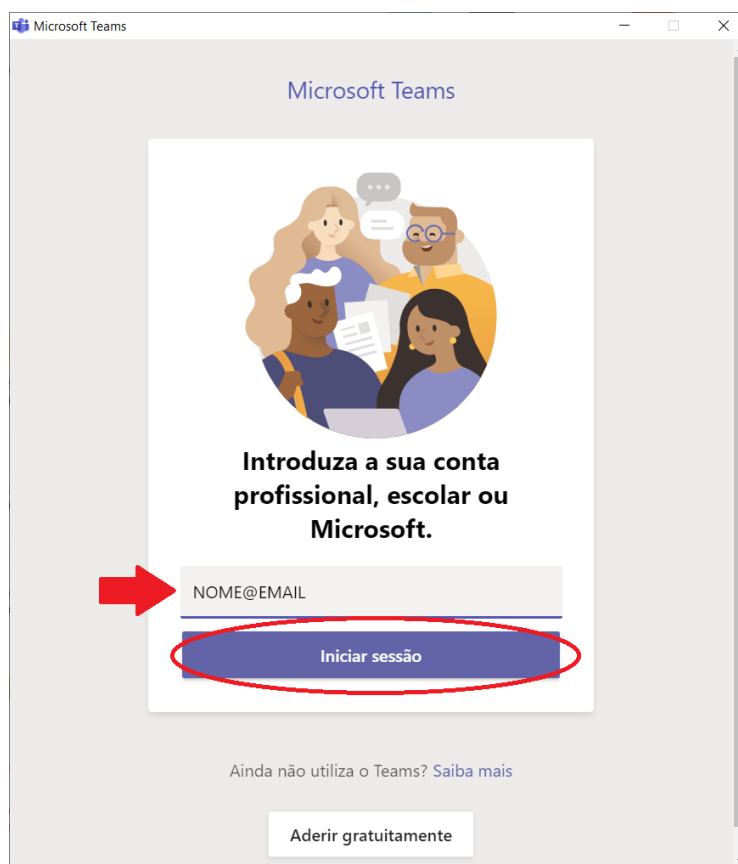 Microsoft Teams
Microsoft Teams
Introduza a sua conta
profissional, escolar ou
Microsoft.
NOME@EMAIL
Iniciar sessão
Ainda não utiliza o Teams? Saiba mais
Aderir gratuitamente